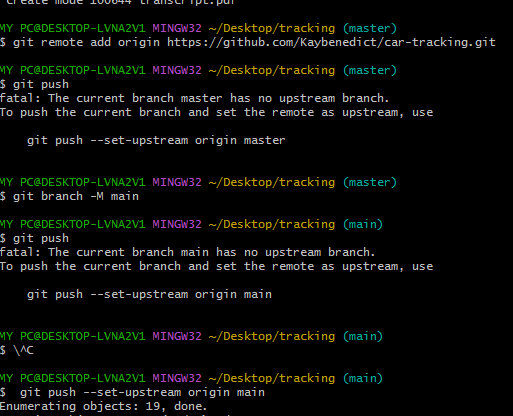 create mode 100644 transcript.pdf
MY PC@DESKTOP-LVNA2V1 MINGW32 ~/Desktop/tracking (master)
$ git remote add origin https://github.com/Kaybenedict/car-tracking.git
MY PC@DESKTOP-LVNA2V1 MINGW32 ~/Desktop/tracking (master)
$ git push
fatal: The current branch master has no upstream branch.
To push the current branch and set the remote as upstream, use
git push --set-upstream origin master
MY PC@DESKTOP-LVNA2V1 MINGW32 ~/Desktop/tracking (master)
$ git branch -M main
MY PC@DESKTOP-LVNA2V1 MINGW32 ~/Desktop/tracking (main)
$ git push
fatal: The current branch main has no upstream branch.
To push the current branch and set the remote as upstream, use
git push --set-upstream origin main
MY PC@DESKTOP-LVNA2V1 MINGW32 ~/Desktop/tracking (main)
$ \^C
MY PC@DESKTOP-LVNA2V1 MINGW32 ~/Desktop/tracking (main)
$  git push --set-upstream origin main
Enumerating objects: 19, done.